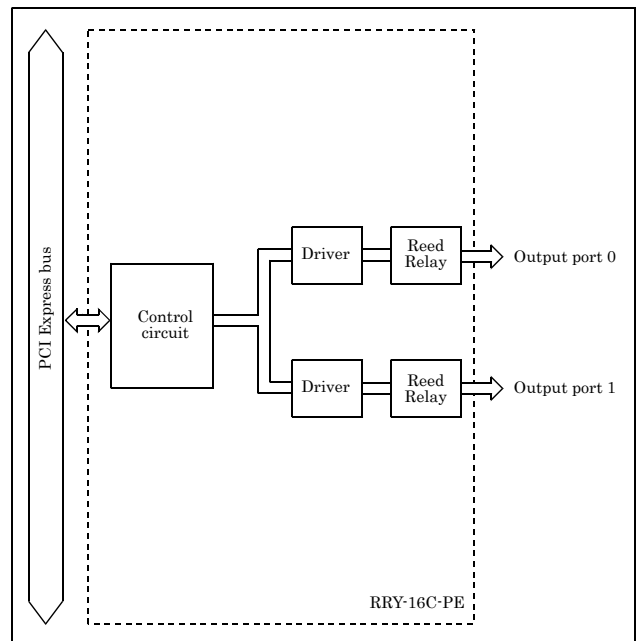 PCI Express bus
Control
circuit
Driver
Reed
Relay
Output port 0
Driver
Reed
Relay
Output port 1
RRY-16C-PE